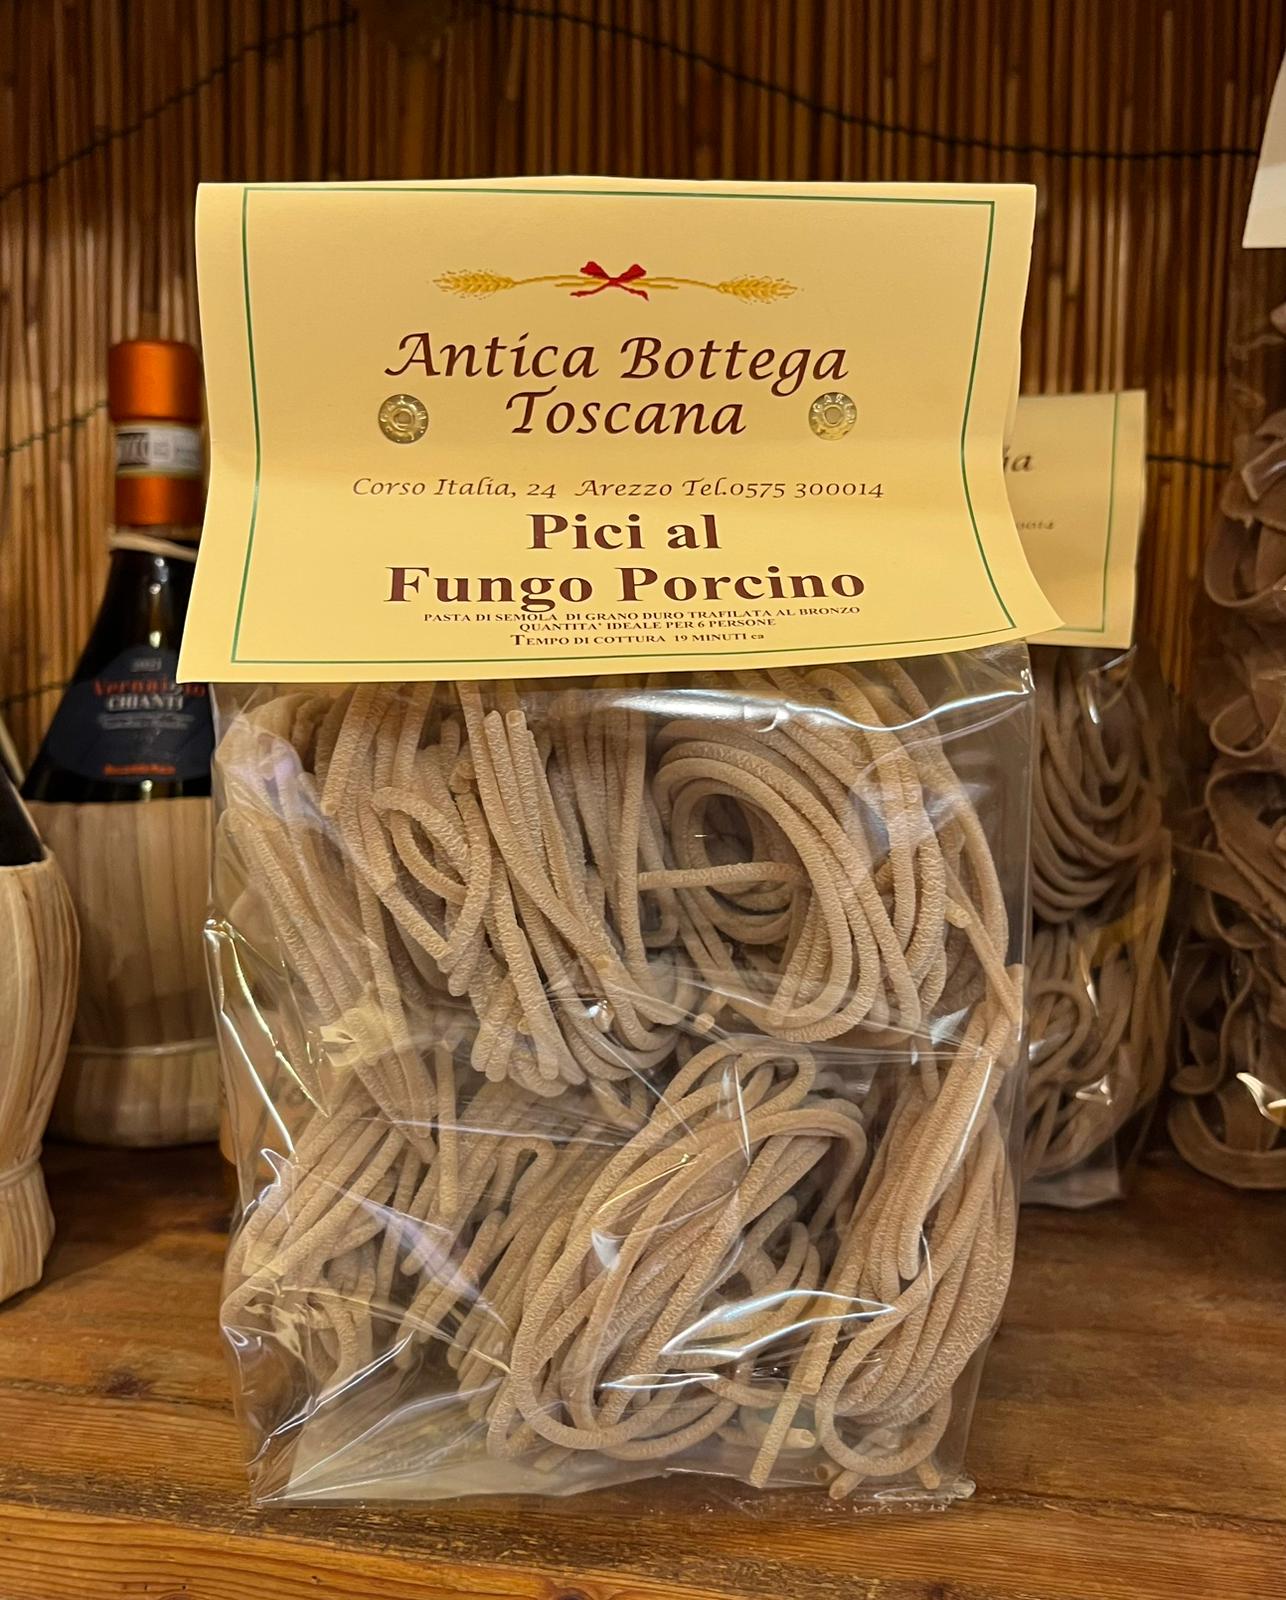 Antica Bottega
Toscana
Corso Italia, 24 Arezzo Tel.0575 300014
Pici al
Fungo Porcino
PASTA DI SEMOLA DI GRANO DURO TRAFILATA AL BRONZO
QUANTITA' IDEALE PER 6 PERSONE
TEMPO DI COTTURA 19 MINUTI ca
CHIANTI